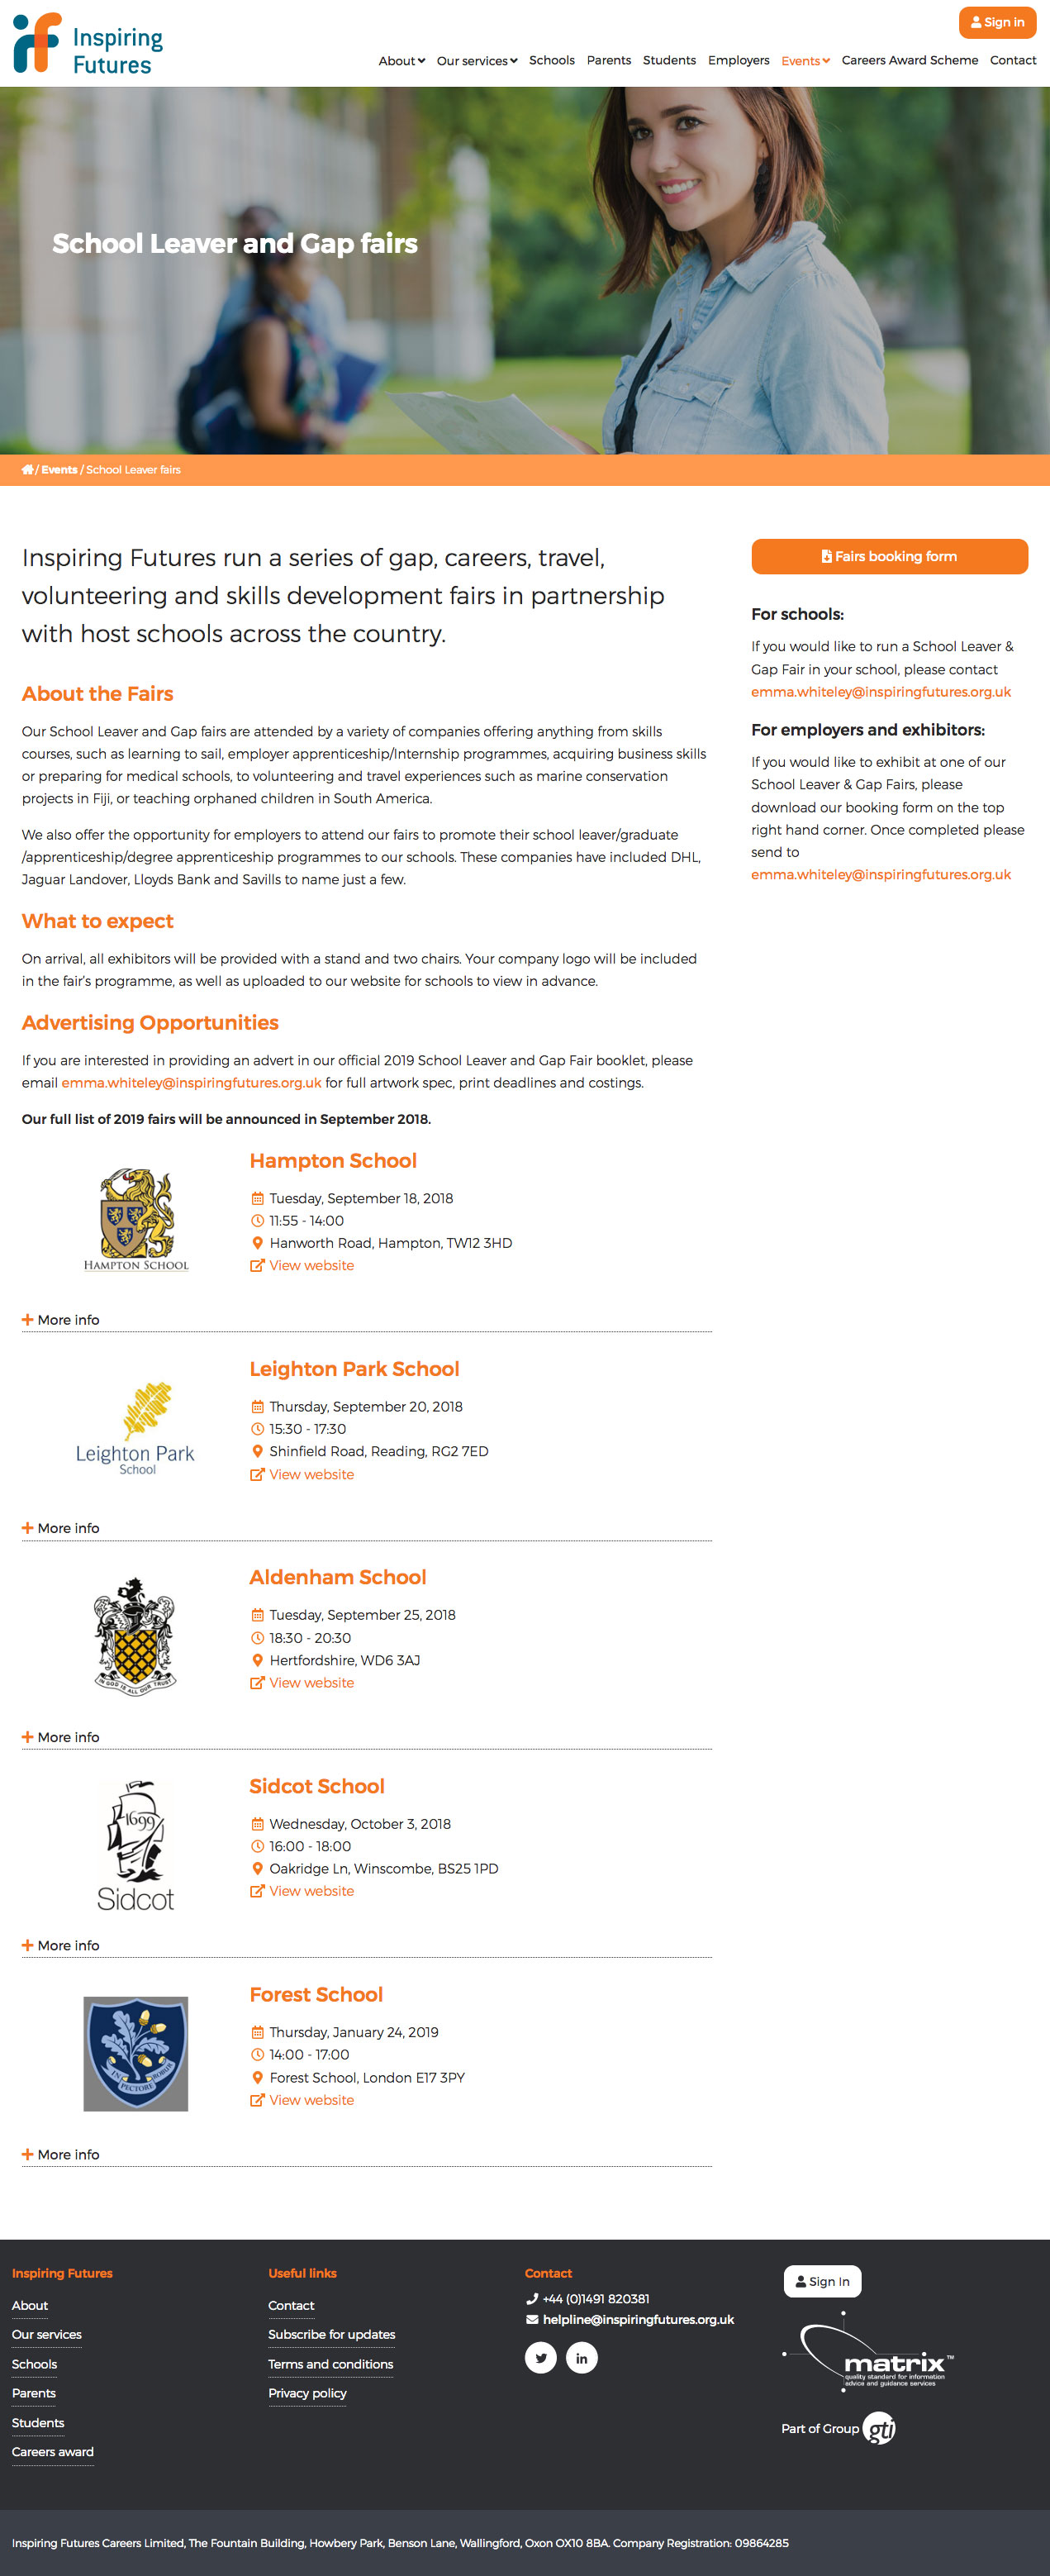 Inspiring
Futures
Sign in
About Our services Schools Parents Students Employers Events Careers Award Scheme Contact
School Leaver and Gap fairs
/ Events / School Leaver fairs
Inspiring Futures run a series of gap, careers, travel,
volunteering and skills development fairs in partnership
with host schools across the country.
About the Fairs
Our School Leaver and Gap fairs are attended by a variety of companies offering anything from skills
courses, such as learning to sail, employer apprenticeship/Internship programmes, acquiring business skills
or preparing for medical schools, to volunteering and travel experiences such as marine conservation
projects in Fiji, or teaching orphaned children in South America.
We also offer the opportunity for employers to attend our fairs to promote their school leaver/graduate
/apprenticeship/degree apprenticeship programmes to our schools. These companies have included DHL,
Jaguar Landover, Lloyds Bank and Savills to name just a few.
What to expect
On arrival, all exhibitors will be provided with a stand and two chairs. Your company logo will be included
in the fair's programme, as well as uploaded to our website for schools to view in advance.
Advertising Opportunities
If you are interested in providing an advert in our official 2019 School Leaver and Gap Fair booklet, please
email emma.whiteley@inspiringfutures.org.uk for full artwork spec, print deadlines and costings.
Our full list of 2019 fairs will be announced in September 2018.
HAMPTON SCHOOL
Hampton School
Tuesday, September 18, 2018
11:55 - 14:00
Hanworth Road, Hampton, TW12 3HD
View website
More info
Leighton Park
School
Leighton Park School
Thursday, September 20, 2018
15:30 - 17:30
Shinfield Road, Reading, RG2 7ED
View website
More info
IN GOD IS ALL OUR TRUST
Aldenham School
Tuesday, September 25, 2018
18:30 - 20:30
Hertfordshire, WD6 3AJ
View website
More info
1699
Sidcot
Sidcot School
Wednesday, October 3, 2018
16:00 - 18:00
Oakridge Ln, Winscombe, BS25 1PD
View website
More info
IN PECTORE ROBUR
Forest School
Thursday, January 24, 2019
14:00 - 17:00
Forest School, London E17 3PY
View website
More info
Fairs booking form
For schools:
If you would like to run a School Leaver &
Gap Fair in your school, please contact
emma.whiteley@inspiringfutures.org.uk
For employers and exhibitors:
If you would like to exhibit at one of our
School Leaver & Gap Fairs, please
download our booking form on the top
right hand corner. Once completed please
send to
emma.whiteley@inspiringfutures.org.uk
Inspiring Futures
About
Our services
Schools
Parents
Students
Careers award
Useful links
Contact
Subscribe for updates
Terms and conditions
Privacy policy
Contact
+44 (0)1491 820381
helpline@inspiringfutures.org.uk
Sign In
matrix™
quality standard for information
advice and guidance services
Part of Group gti
Inspiring Futures Careers Limited, The Fountain Building, Howbery Park, Benson Lane, Wallingford, Oxon OX10 8BA. Company Registration: 09864285